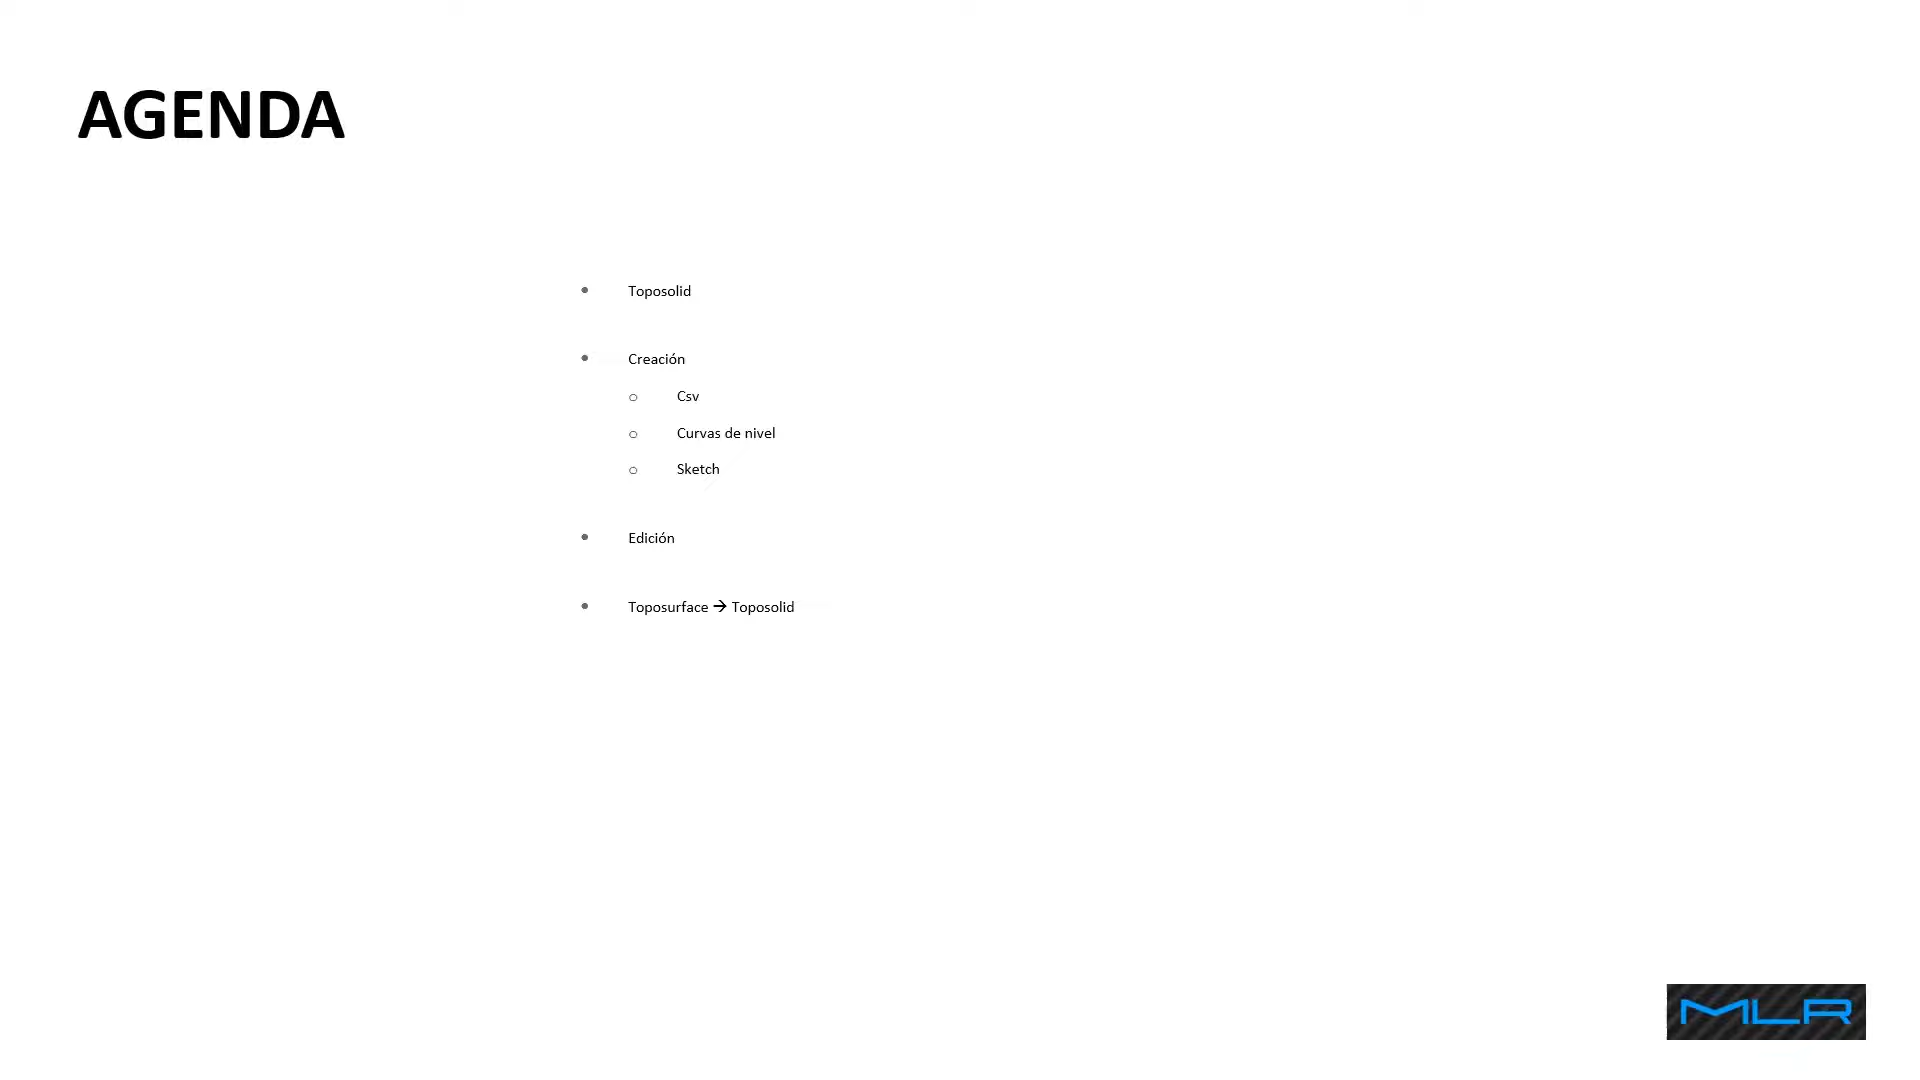 AGENDA
• Toposolid
• Creación
o Csv
o Curvas de nivel
o Sketch
• Edición
• Toposurface → Toposolid
MLR